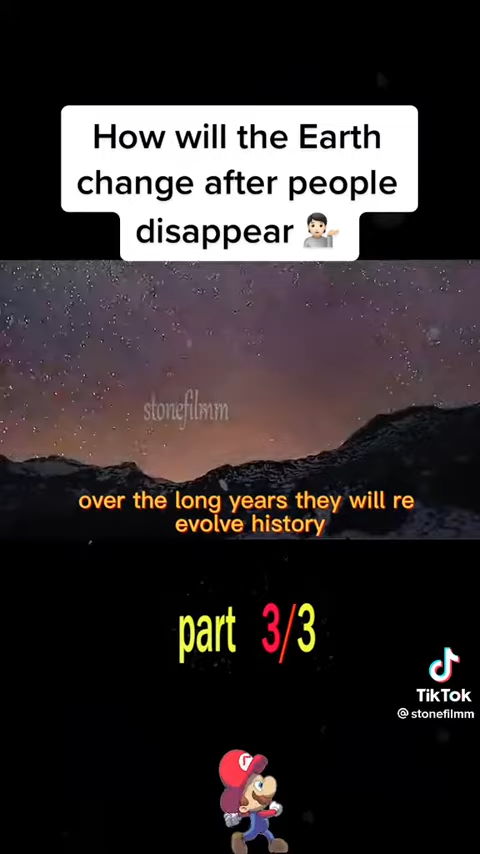 How will the Earth
change after people
disappear 💁🏻
stonefilmm
over the long years they will re
evolve history
part 3/3
TikTok
@stonefilmm